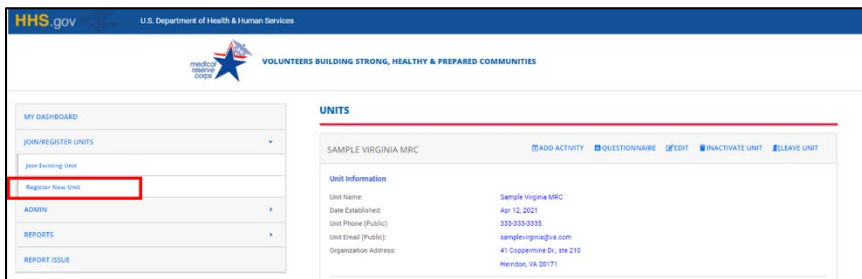 HHS.gov U.S. Department of Health & Human Services
medical
reserve
corps
VOLUNTEERS BUILDING STRONG, HEALTHY & PREPARED COMMUNITIES
MY DASHBOARD
JOIN/REGISTER UNITS
Join Existing Unit
Register New Unit
ADMIN
REPORTS
REPORT ISSUE
UNITS
SAMPLE VIRGINIA MRC ADD ACTIVITY QUESTIONNAIRE EDIT INACTIVATE UNIT LEAVE UNIT
Unit Information
Unit Name: Sample Virginia MRC
Date Established: Apr 12, 2021
Unit Phone (Public): 333-333-3335
Unit Email (Public): samplevirginia@va.com
Organization Address: 41 Coppermine Dr., ste 210
Herndon, VA 20171